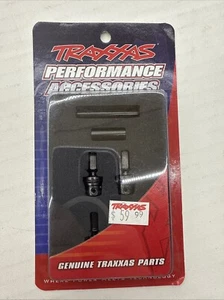 TRAXXAS
PERFORMANCE
ACCESSORIES
TRAXXAS
$ 59.99
GENUINE TRAXXAS PARTS